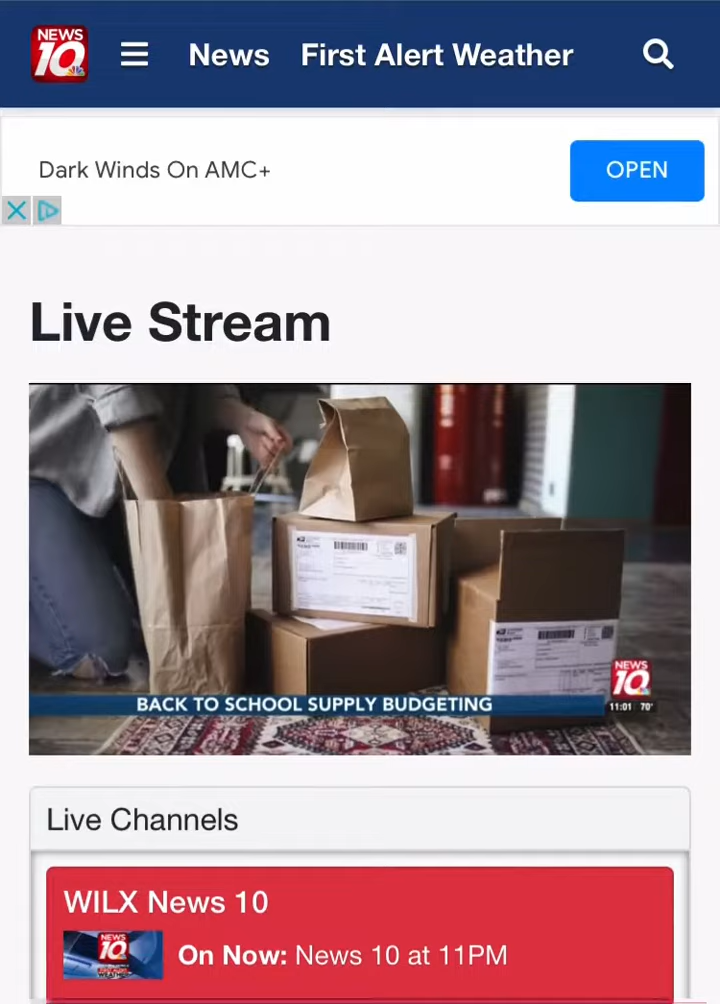 NEWS
10
News
First Alert Weather
Dark Winds On AMC+
OPEN
Live Stream
NEWS
10
BACK TO SCHOOL SUPPLY BUDGETING
11:01 70°
Live Channels
WILX News 10
NEWS
10
WEATHER
On Now: News 10 at 11PM